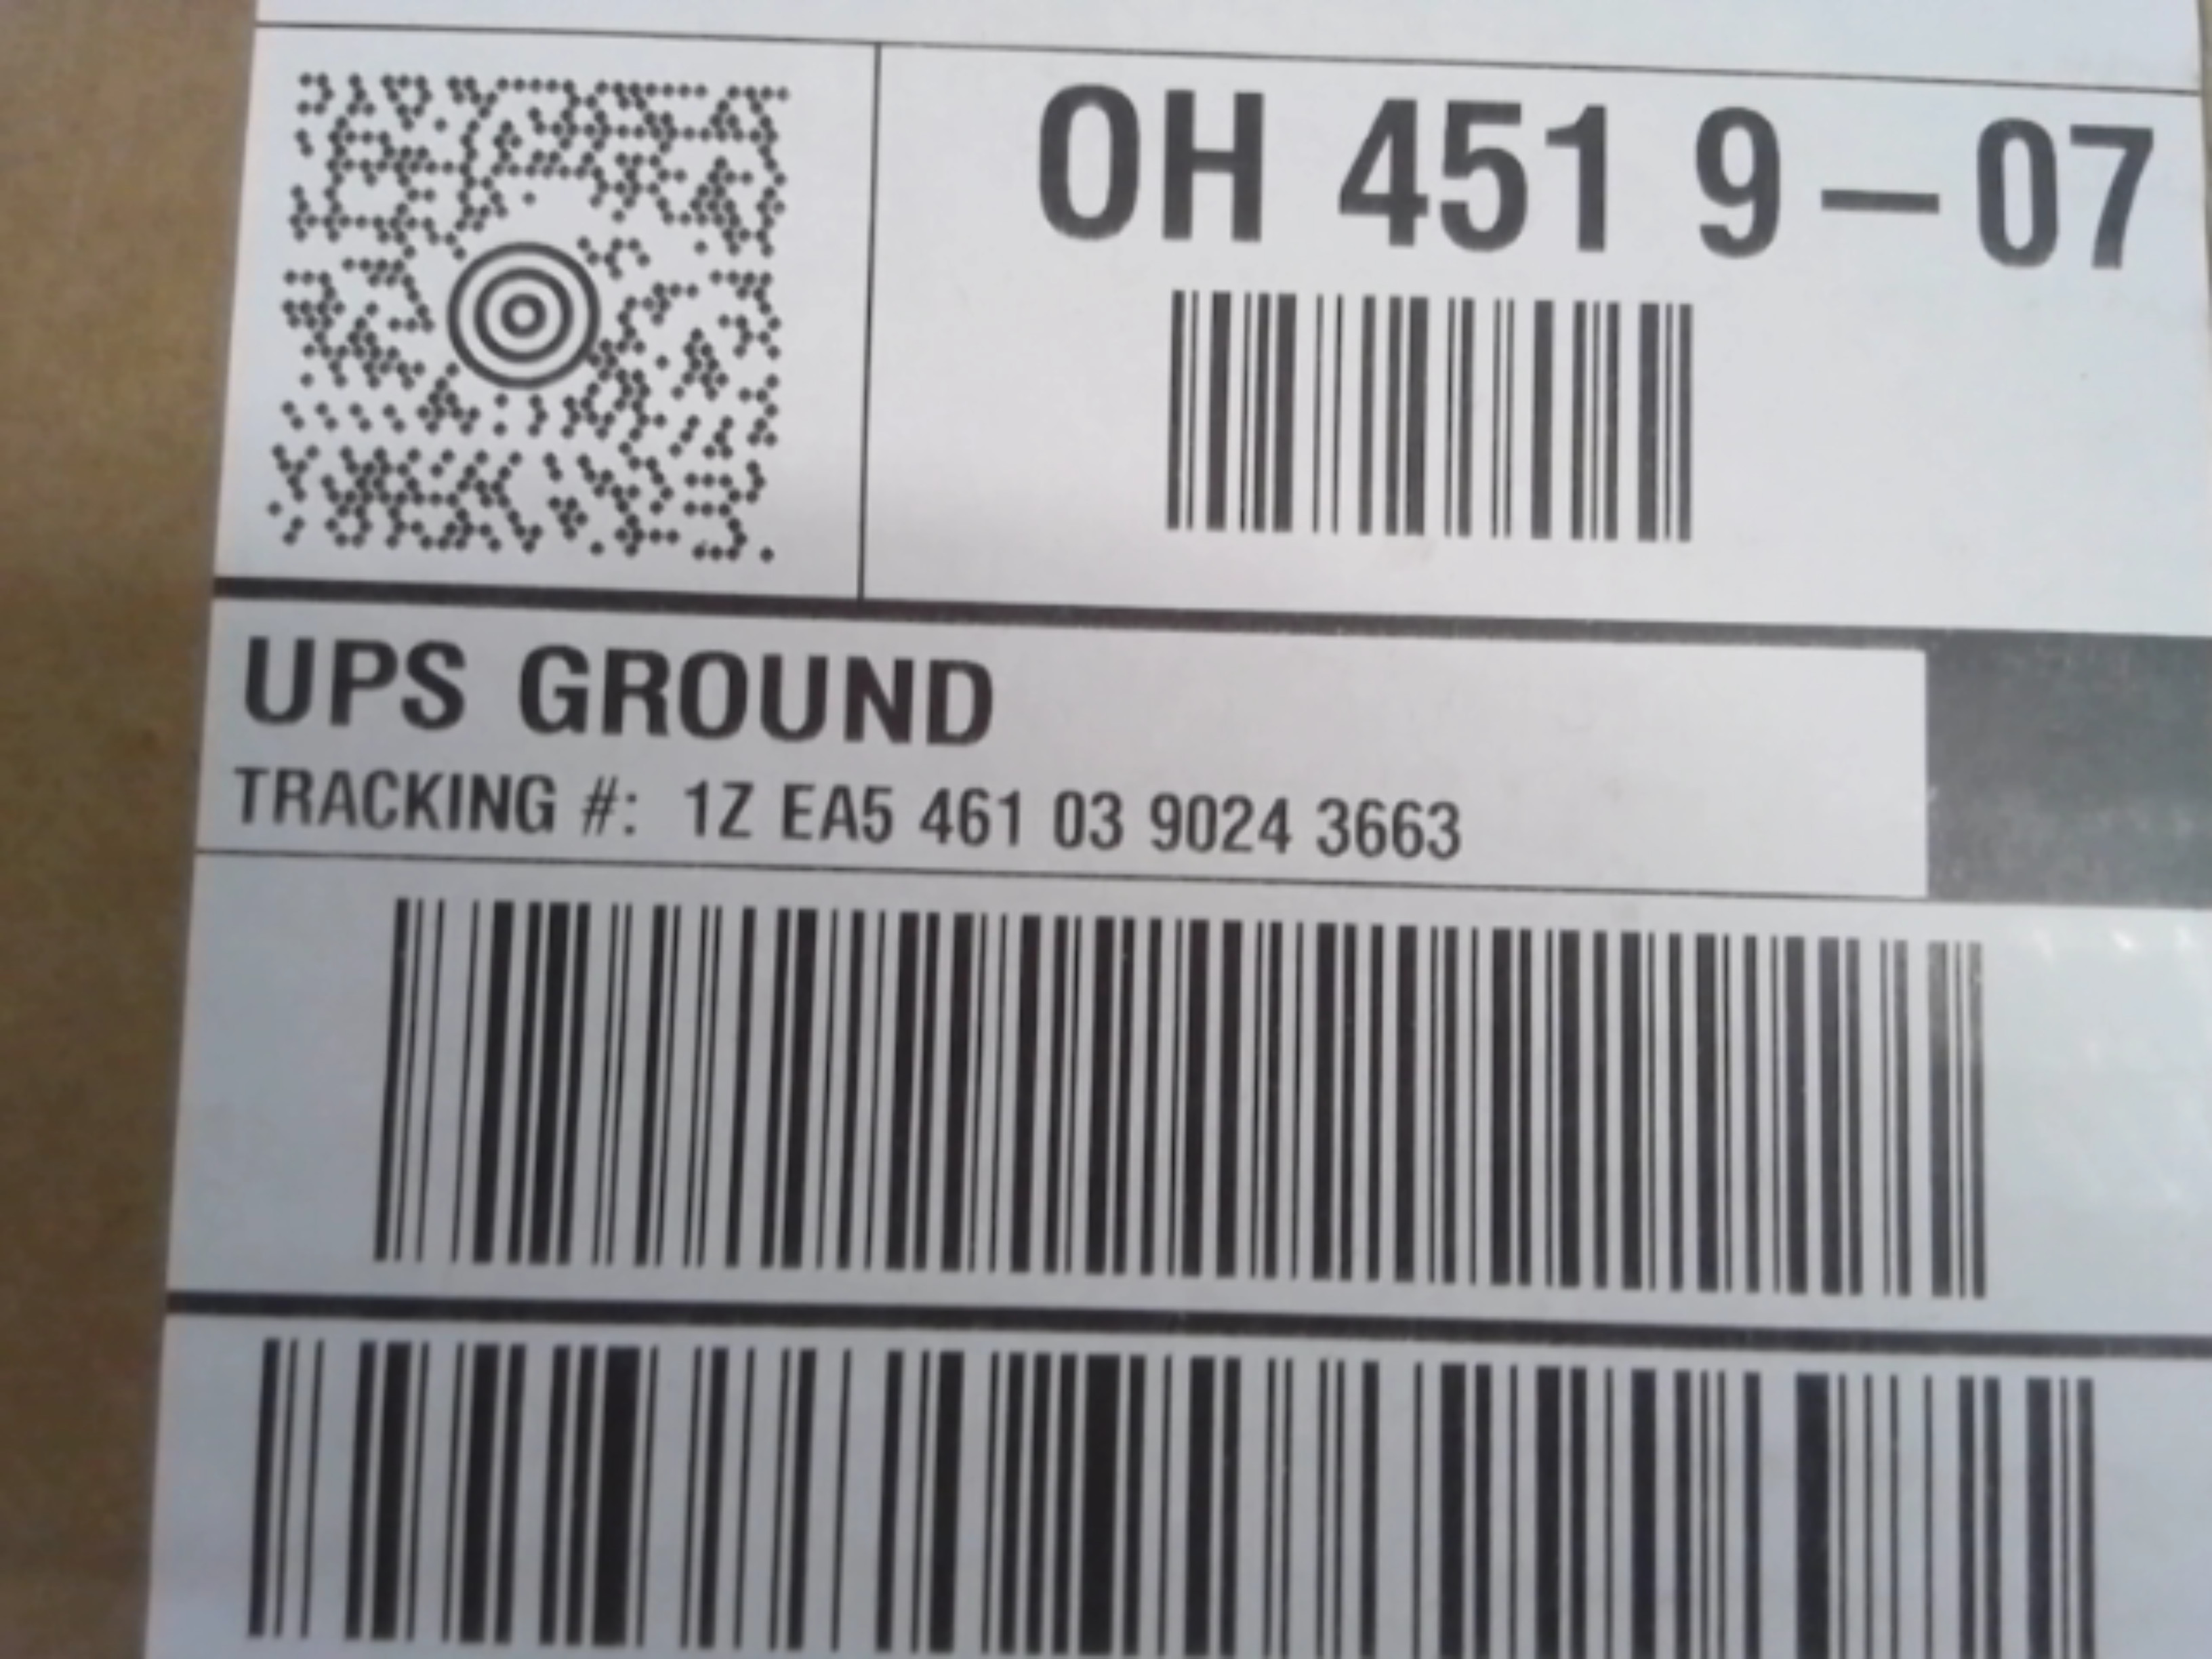 OH 451 9-07
UPS GROUND
TRACKING #: 1Z EA5 461 03 9024 3663